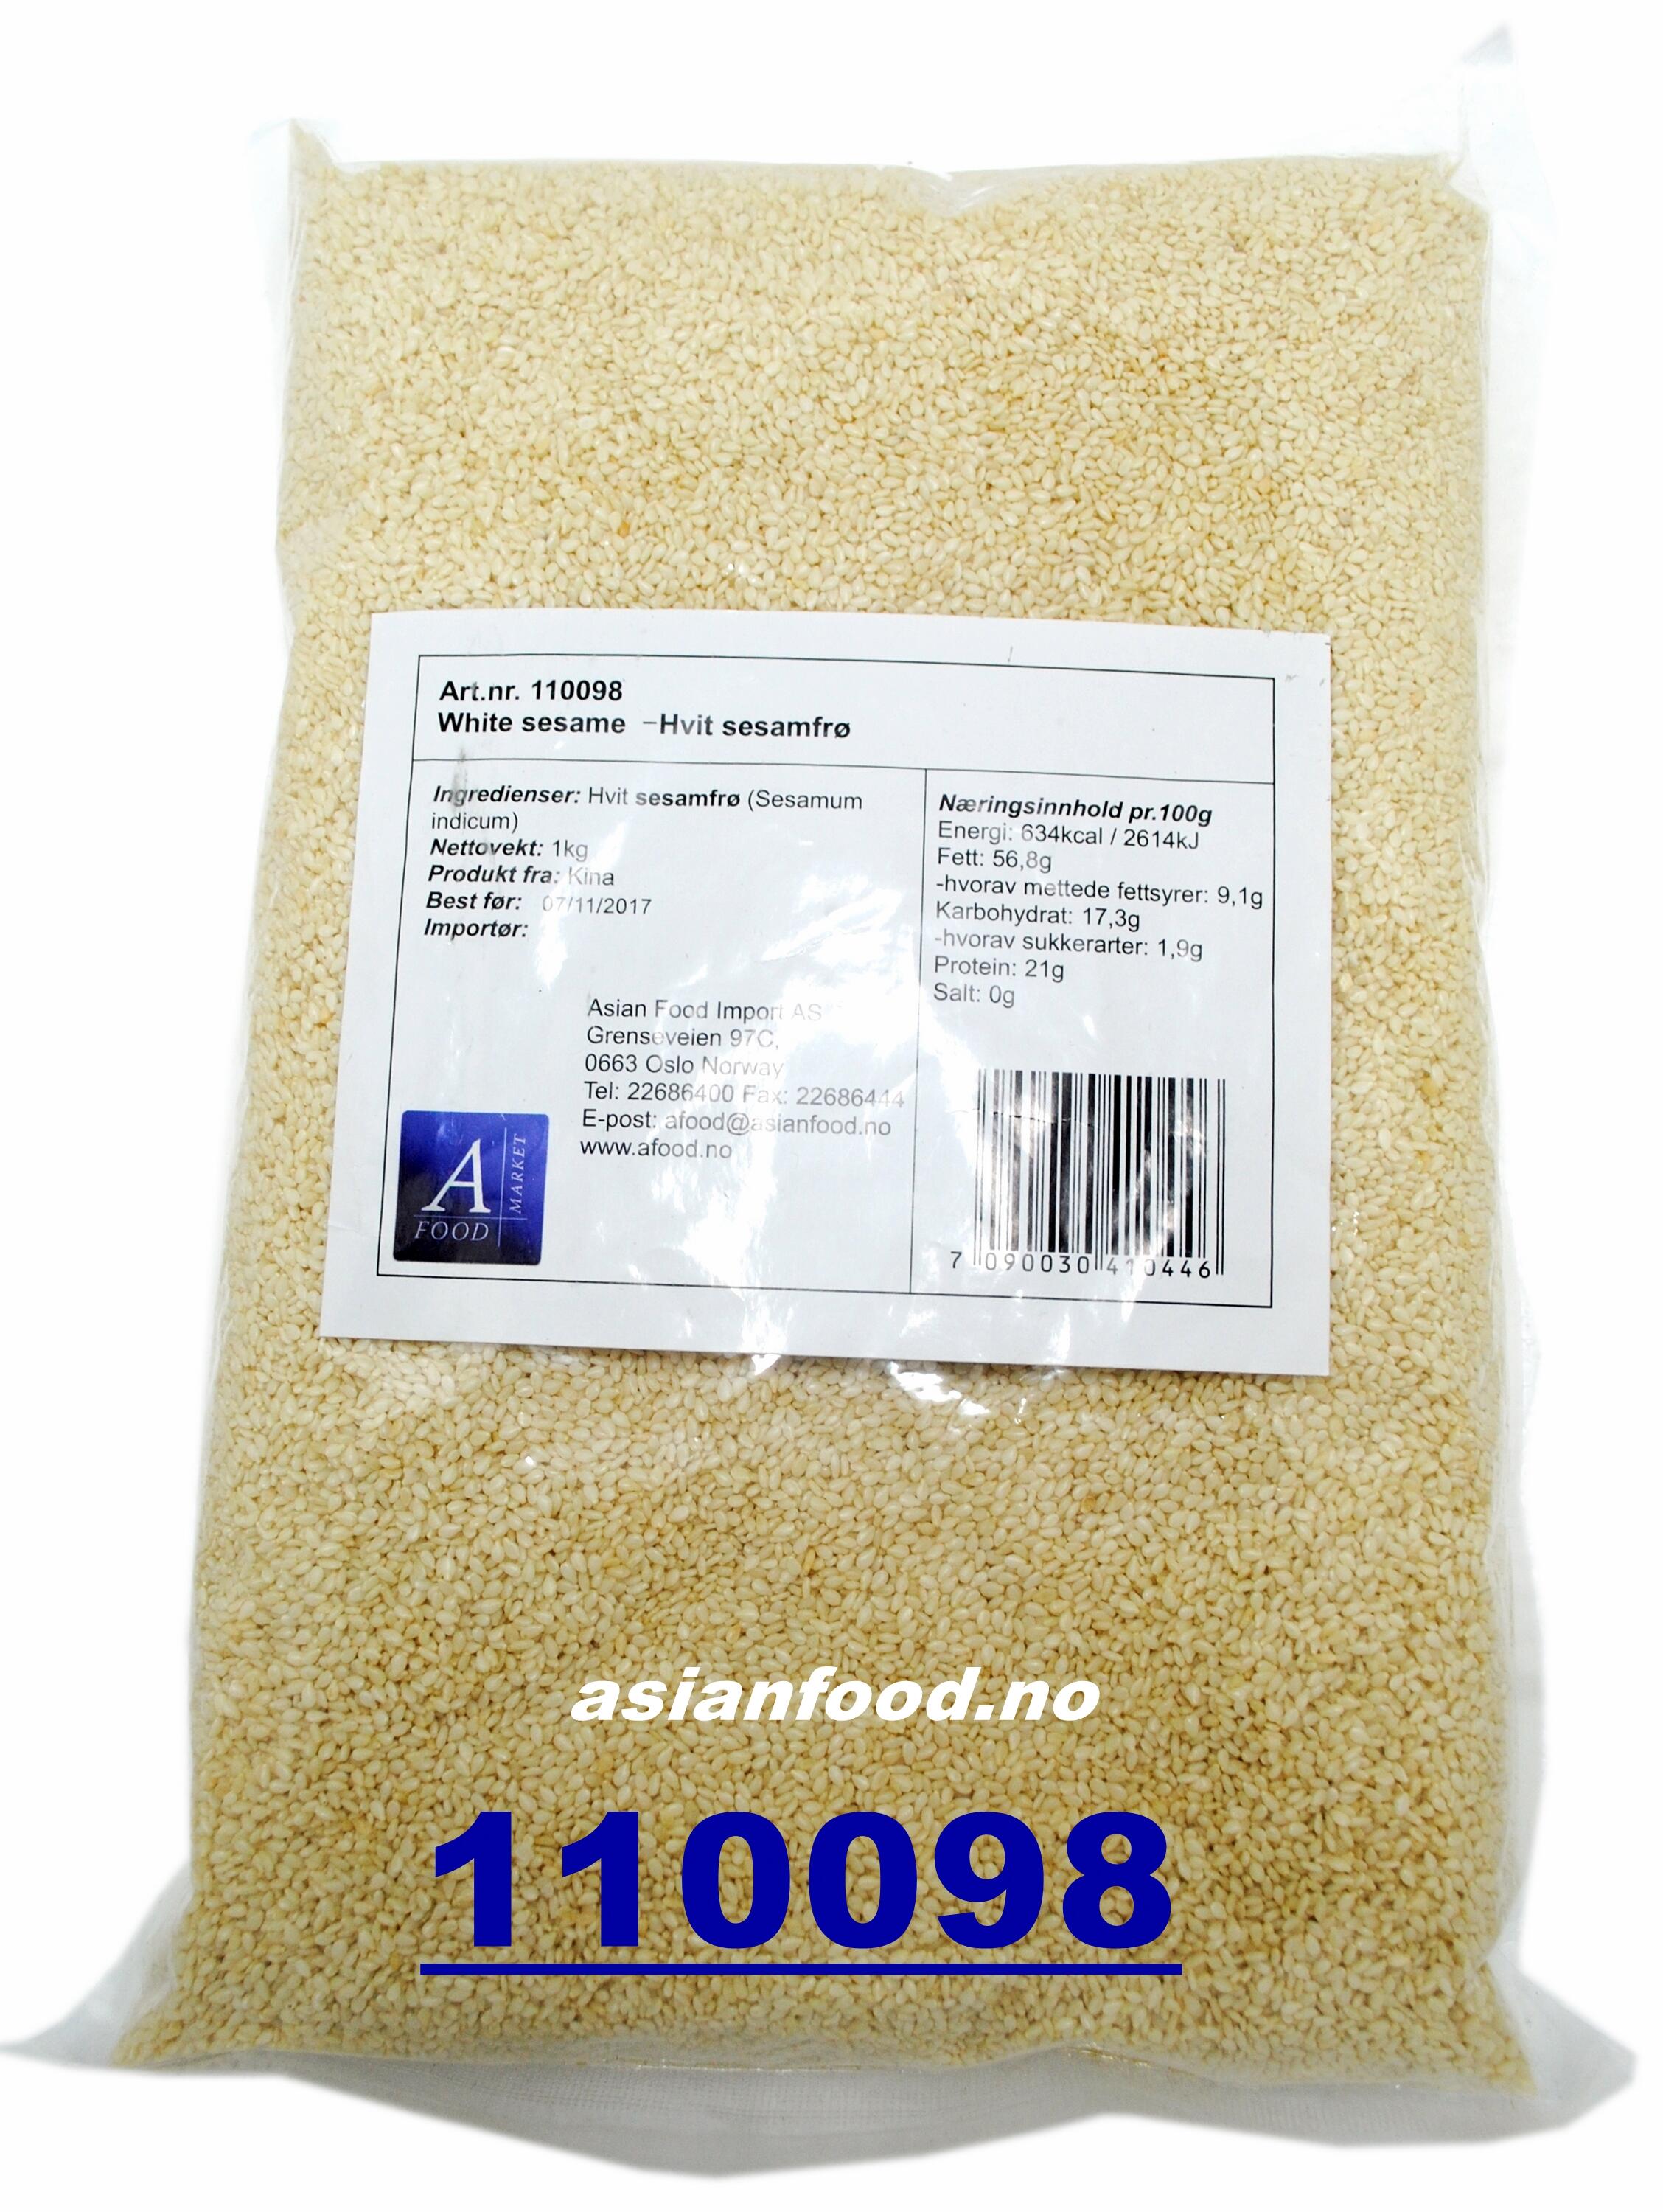 Art.nr. 110098
White sesame –Hvit sesamfrø
Ingredienser: Hvit sesamfrø (Sesamum
indicum)
Nettovekt: 1kg
Produkt fra: Kina
Best før: 07/11/2017
Importør:
Asian Food Import AS
Grenseveien 97C,
0663 Oslo Norway
Tel: 22686400 Fax: 22686444
E-post: afood@asianfood.no
www.afood.no
A
FOOD
MARKET
Næringsinnhold pr.100g
Energi: 634kcal / 2614kJ
Fett: 56,8g
-hvorav mettede fettsyrer: 9,1g
Karbohydrat: 17,3g
-hvorav sukkerarter: 1,9g
Protein: 21g
Salt: 0g
7 090030 410446
asianfood.no
110098